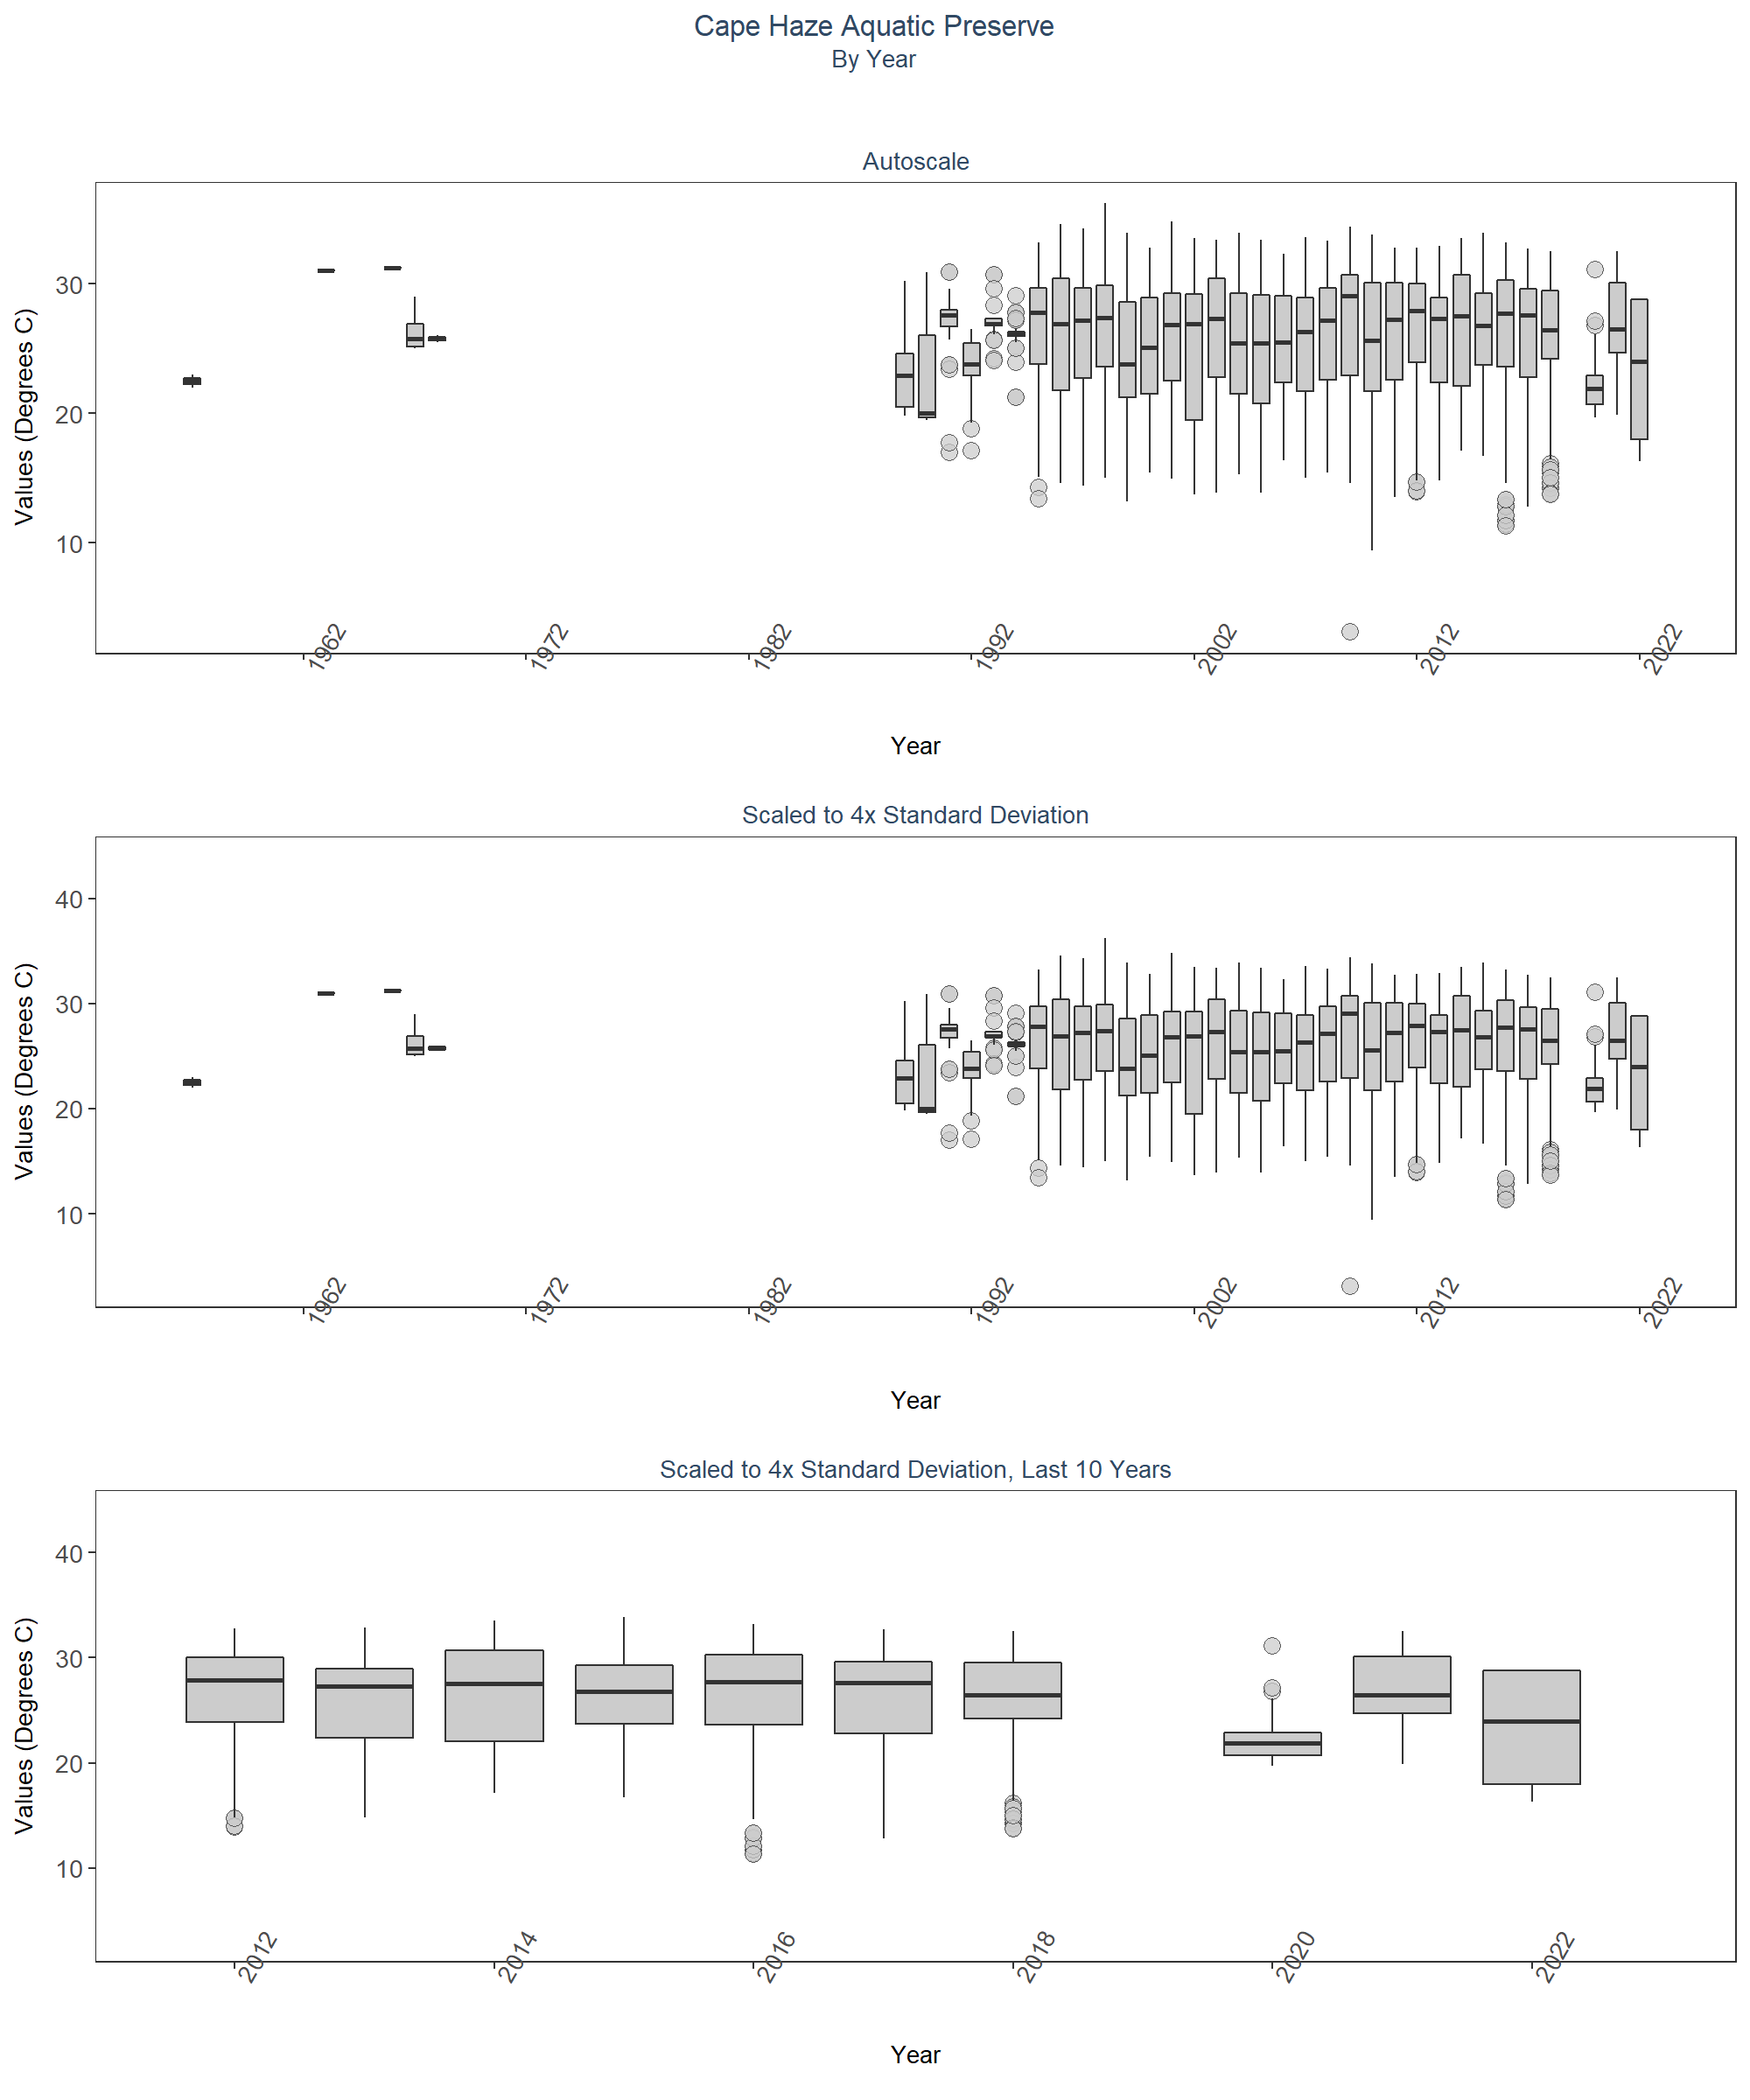 Cape Haze Aquatic Preserve
By Year
Autoscale
Values (Degrees C)
30
20
10
1962
1972
1982
1992
2002
2012
2022
Year
Scaled to 4x Standard Deviation
Values (Degrees C)
40
30
20
10
1962
1972
1982
1992
2002
2012
2022
Year
Scaled to 4x Standard Deviation, Last 10 Years
Values (Degrees C)
40
30
20
10
2012
2014
2016
2018
2020
2022
Year